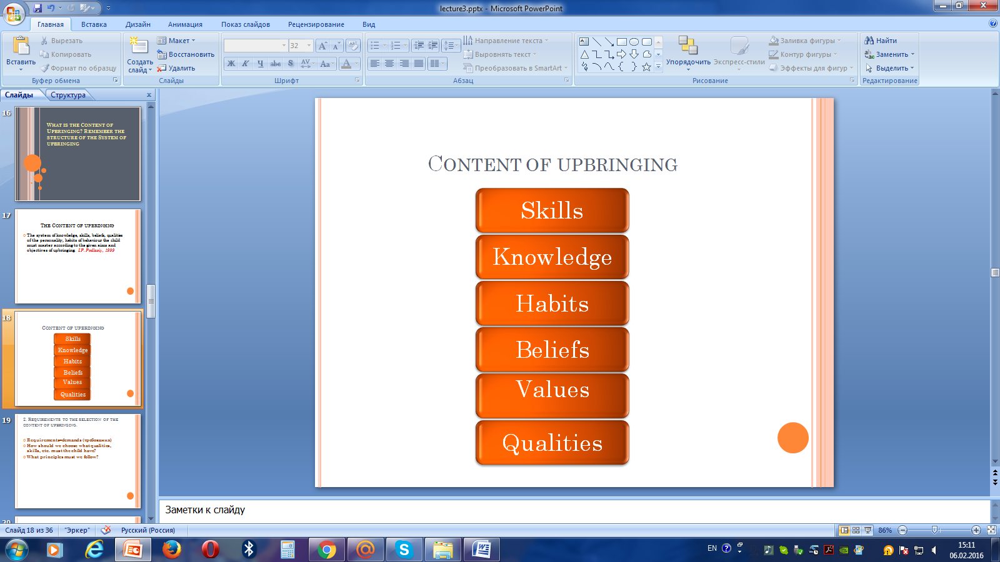 lecture3.pptx - Microsoft PowerPoint
Главная Вставка Дизайн Анимация Показ слайдов Рецензирование Вид
Вставить
Вырезать
Копировать
Формат по образцу
Буфер обмена
Создать слайд
Макет
Восстановить
Удалить
Слайды
32
Ж К Ч abc S AV Aa A
Шрифт
Направление текста
Выровнять текст
Преобразовать в SmartArt
Абзац
Упорядочить
Экспресс-стили
Заливка фигуры
Контур фигуры
Эффекты для фигур
Рисование
Найти
Заменить
Выделить
Редактирование
Слайды Структура
16
What is the Content of
Upbringing? Remember the
structure of the System of
upbringing
17
The Content of upbringing
The system of knowledge, skills, beliefs, qualities
of the personality, habits of behaviour the child
must master according to the given aims and
objectives of upbringing. I.P. Podlasiy, 1999
18
Content of upbringing
Skills
Knowledge
Habits
Beliefs
Values
Qualities
19
2. Requirements to the selection of the
content of upbringing.
Requirements=demands (требования)
How should we choose what qualities,
skills, etc. must the child have?
What principles must we follow?
20
Content of upbringing
Skills
Knowledge
Habits
Beliefs
Values
Qualities
Заметки к слайду
Слайд 18 из 36 "Эркер" Русский (Россия)
86%
EN
15:11
06.02.2016